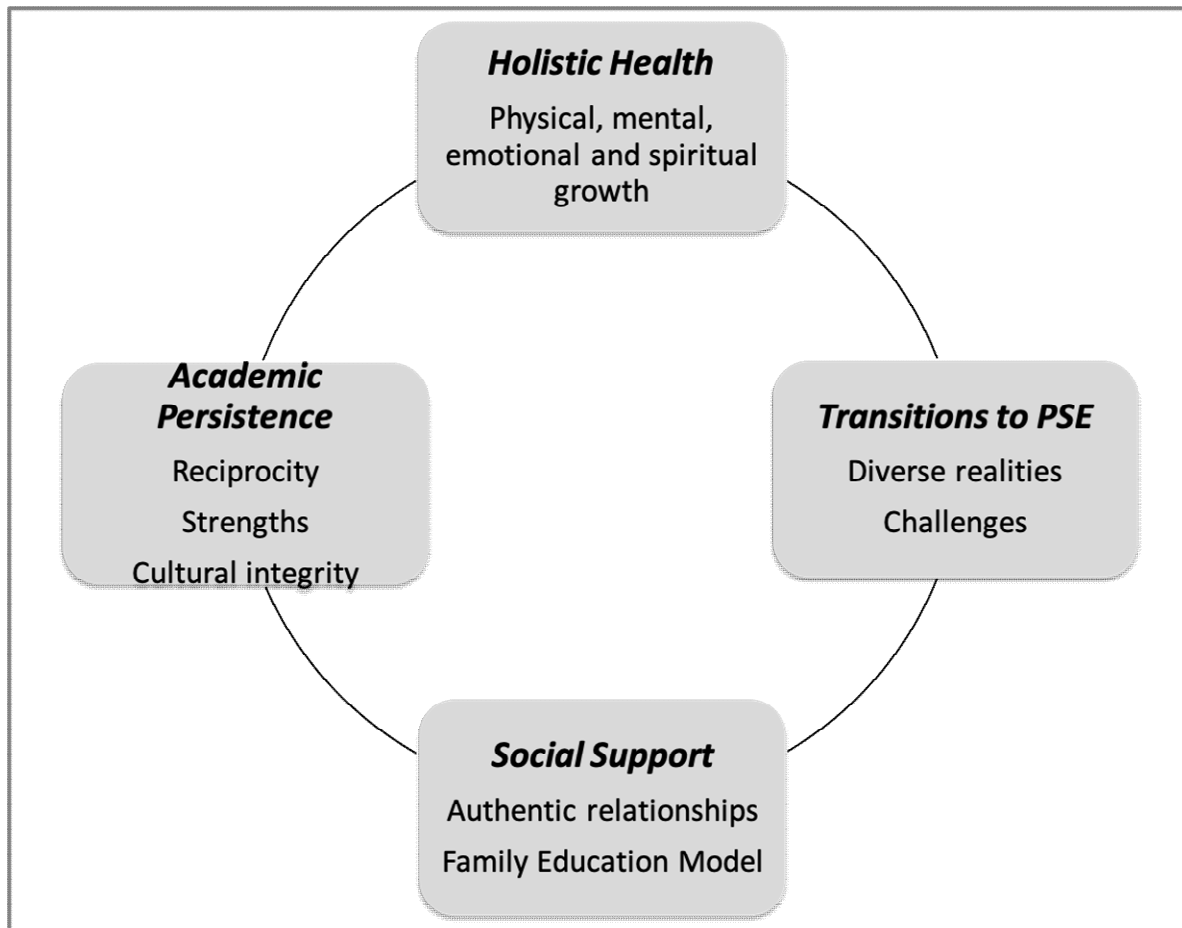 Holistic Health
Physical, mental,
emotional and spiritual
growth
Academic
Persistence
Reciprocity
Strengths
Cultural integrity
Transitions to PSE
Diverse realities
Challenges
Social Support
Authentic relationships
Family Education Model